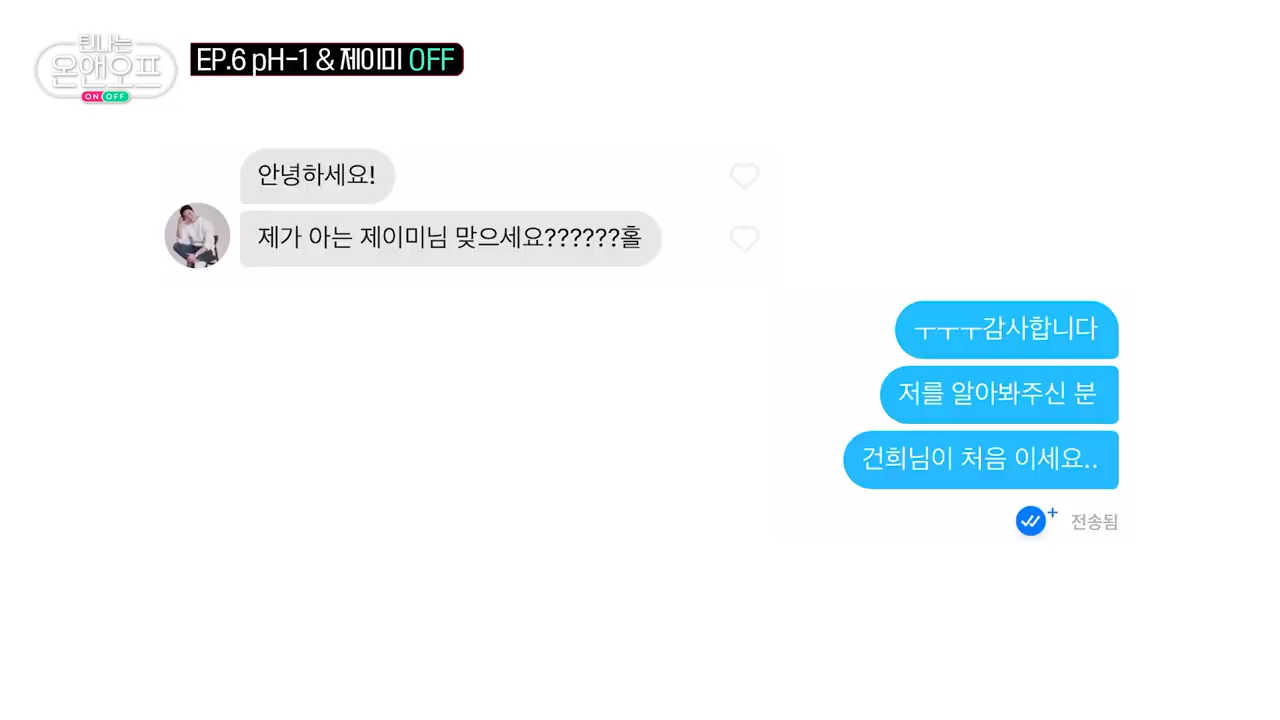 틴나는
온앤오프
ON OFF
EP.6 pH-1 & 제이미 OFF
안녕하세요!
제가 아는 제이미님 맞으세요??????홀
ㅜㅜㅜ감사합니다
저를 알아봐주신 분
건희님이 처음 이세요..
전송됨